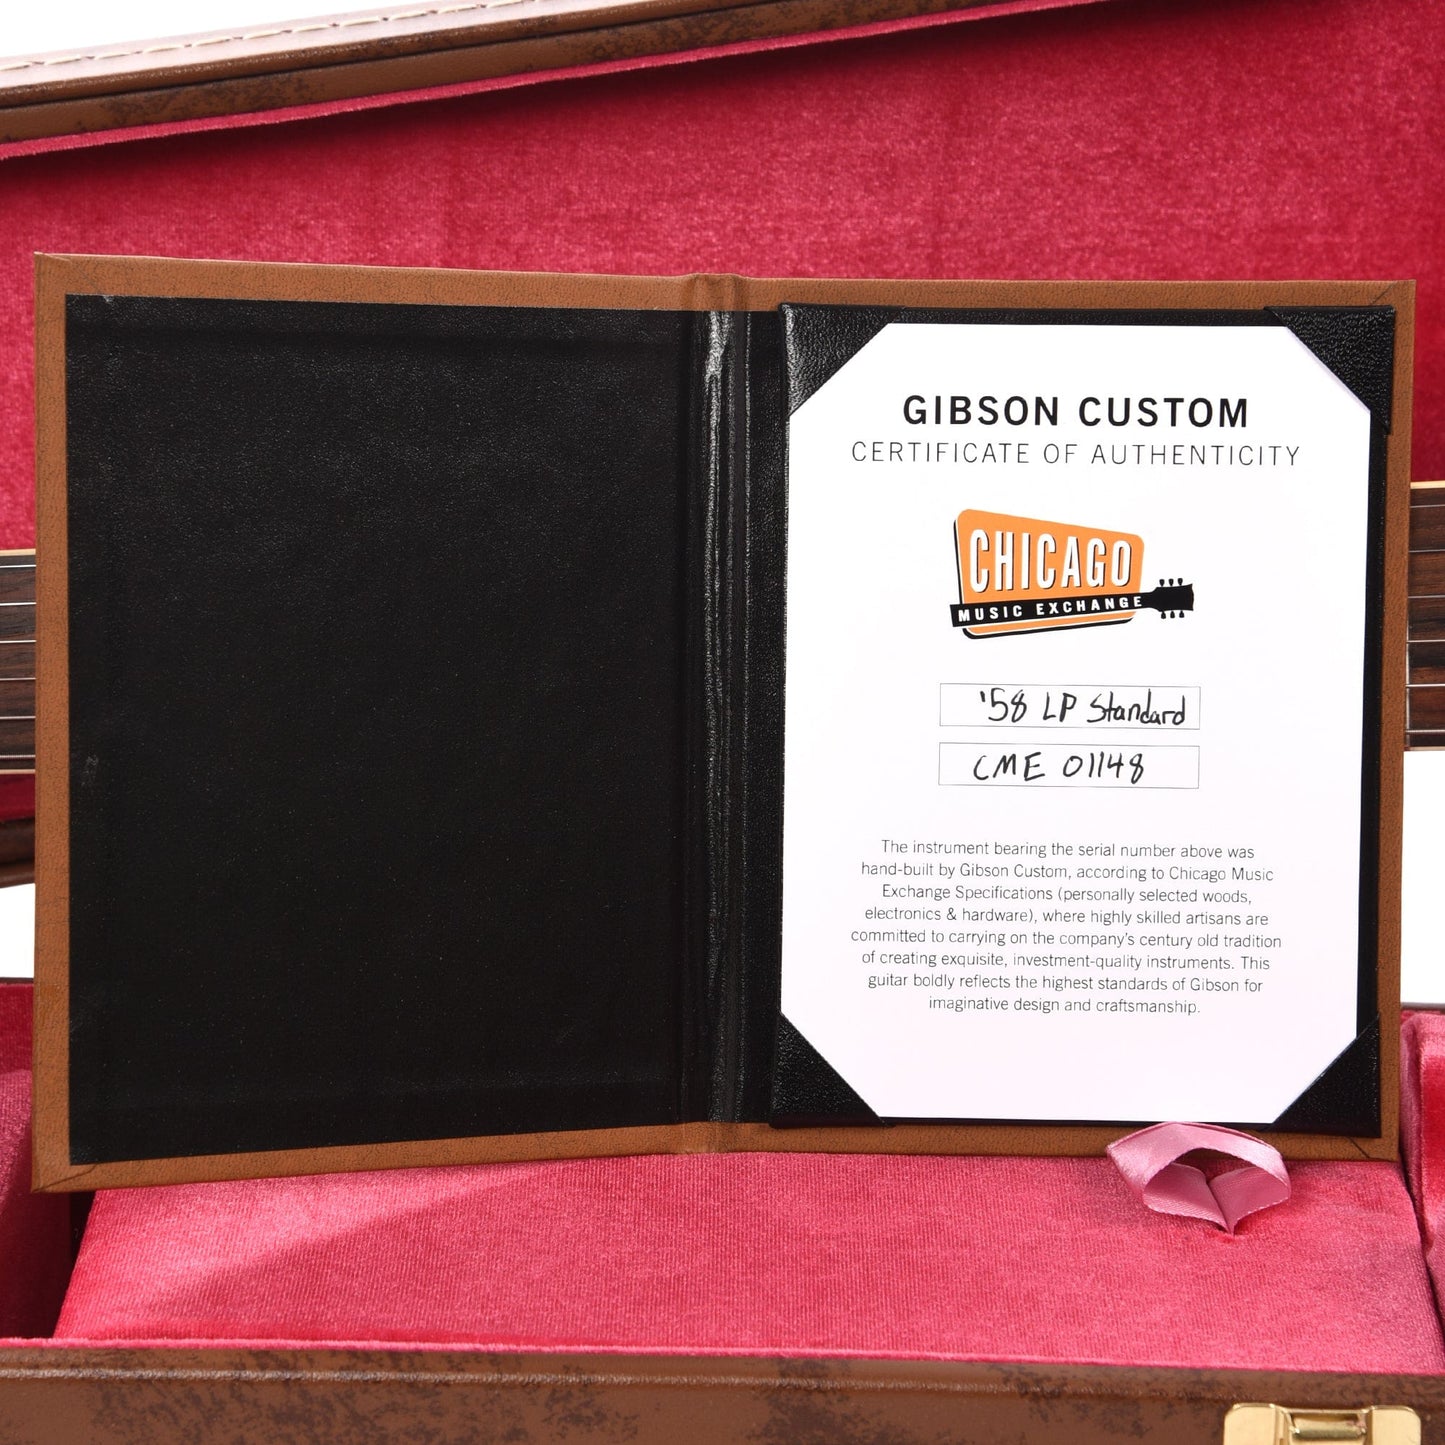 GIBSON CUSTOM
CERTIFICATE OF AUTHENTICITY
CHICAGO
MUSIC EXCHANGE
'58 LP Standard
CME 01148
The instrument bearing the serial number above was
hand-built by Gibson Custom, according to Chicago Music
Exchange Specifications (personally selected woods,
electronics & hardware), where highly skilled artisans are
committed to carrying on the company's century old tradition
of creating exquisite, investment-quality instruments. This
guitar boldly reflects the highest standards of Gibson for
imaginative design and craftsmanship.